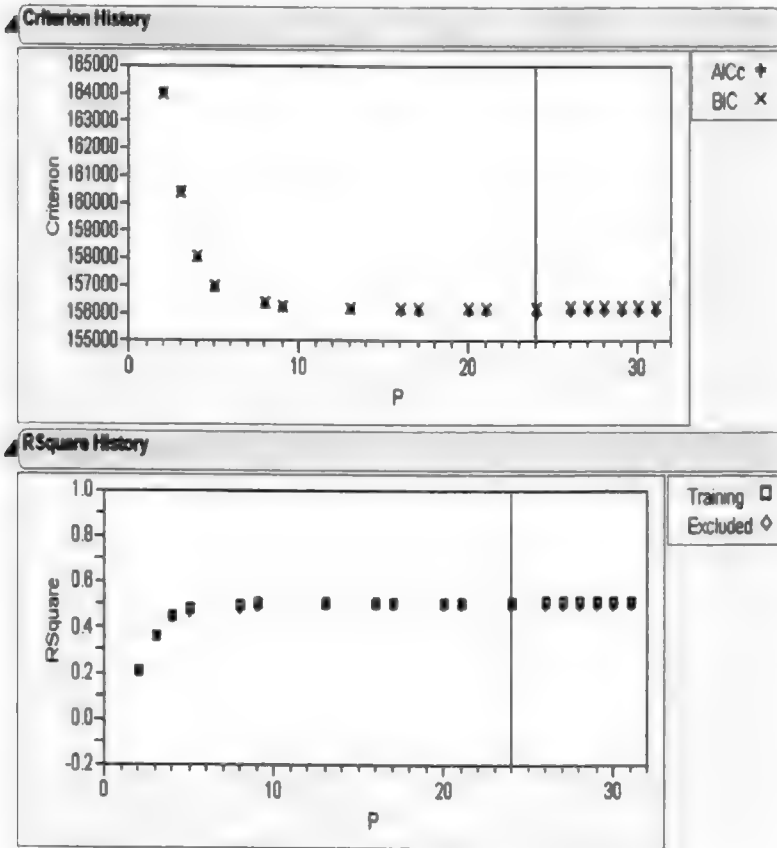 Criterion History
165000
164000
163000
162000
161000
160000
159000
158000
157000
156000
155000
Criterion
0
10
20
30
P
AICc
BIC
RSquare History
1.0
0.8
0.6
0.4
0.2
0.0
-0.2
RSquare
0
10
20
30
P
Training
Excluded